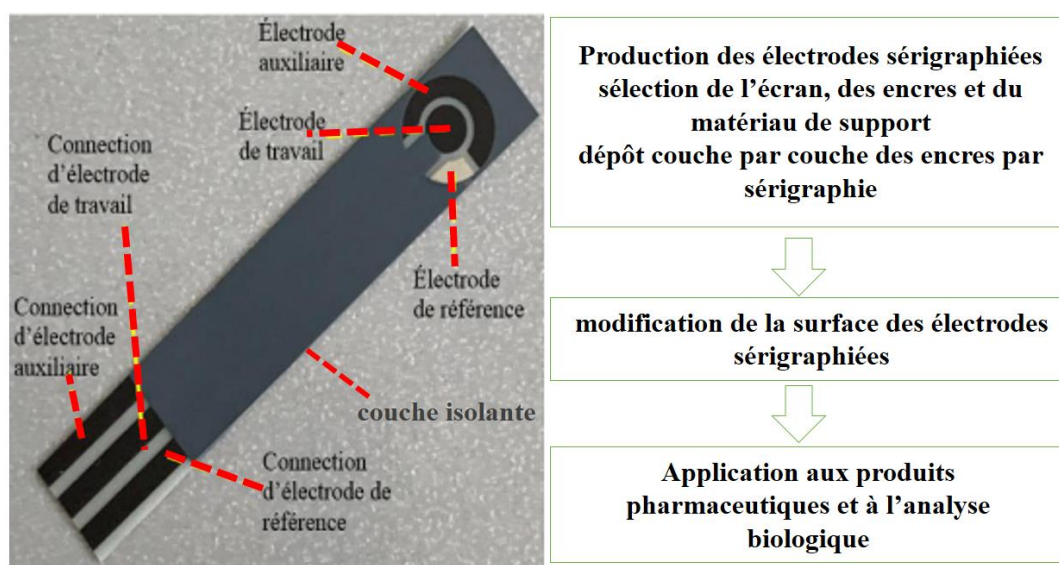 Électrode
auxiliaire
Électrode
de travail
Connection
d'électrode
de travail
Électrode
de référence
Connection
d'électrode
auxiliaire
couche isolante
Connection
d'électrode de
référence
Production des électrodes sérigraphiées
sélection de l'écran, des encres et du
matériau de support
dépôt couche par couche des encres par
sérigraphie
modification de la surface des électrodes
sérigraphiées
Application aux produits
pharmaceutiques et à l'analyse
biologique